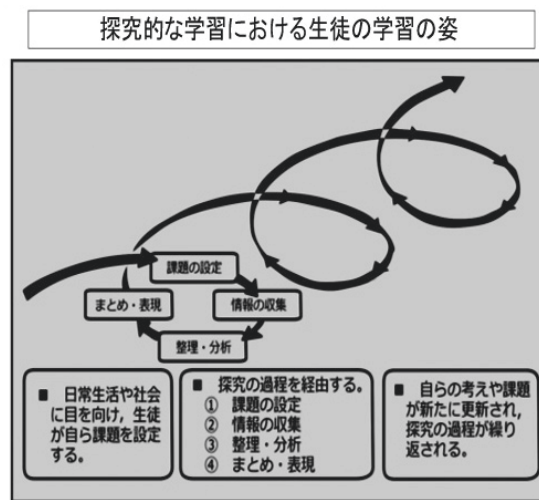 探究的な学習における生徒の学習の姿
課題の設定
まとめ・表現
情報の収集
整理・分析
■ 日常生活や社会
に目を向け，生徒
が自ら課題を設定
する。
■ 探究の過程を経由する。
① 課題の設定
② 情報の収集
③ 整理・分析
④ まとめ・表現
■ 自らの考えや課題
が新たに更新され，
探究の過程が繰り
返される。